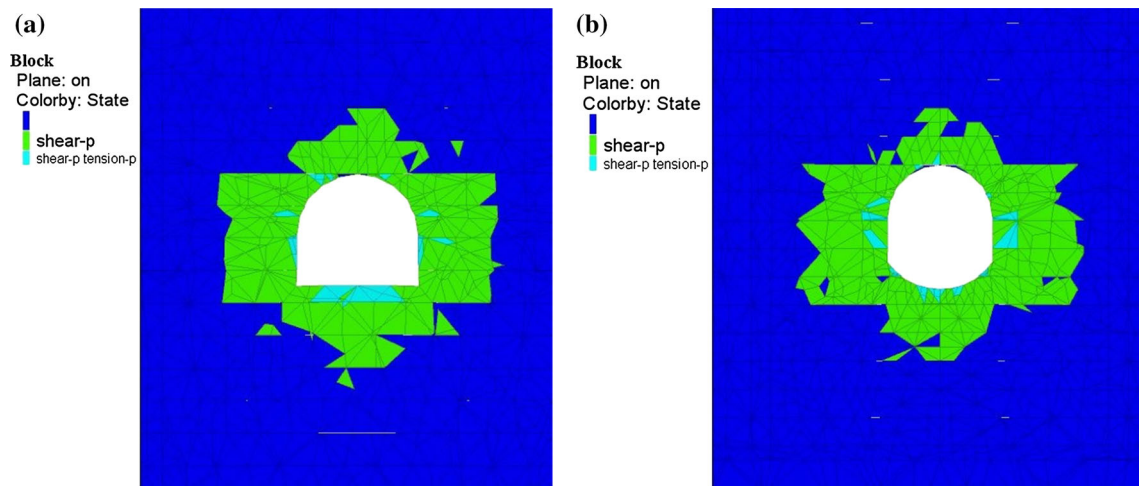 (a)
Block
Plane: on
Colorby: State
shear-p
shear-p tension-p
(b)
Block
Plane: on
Colorby: State
shear-p
shear-p tension-p